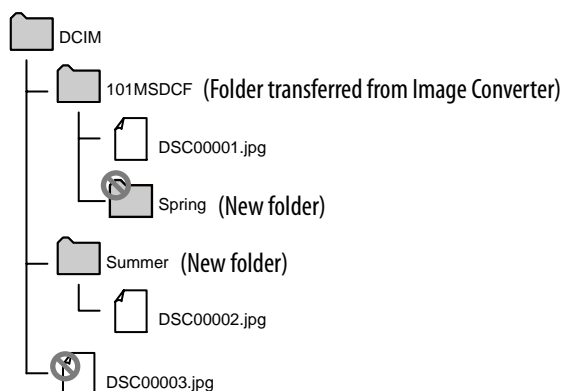 DCIM
101MSDCF (Folder transferred from Image Converter)
DSC00001.jpg
Spring (New folder)
Summer (New folder)
DSC00002.jpg
DSC00003.jpg